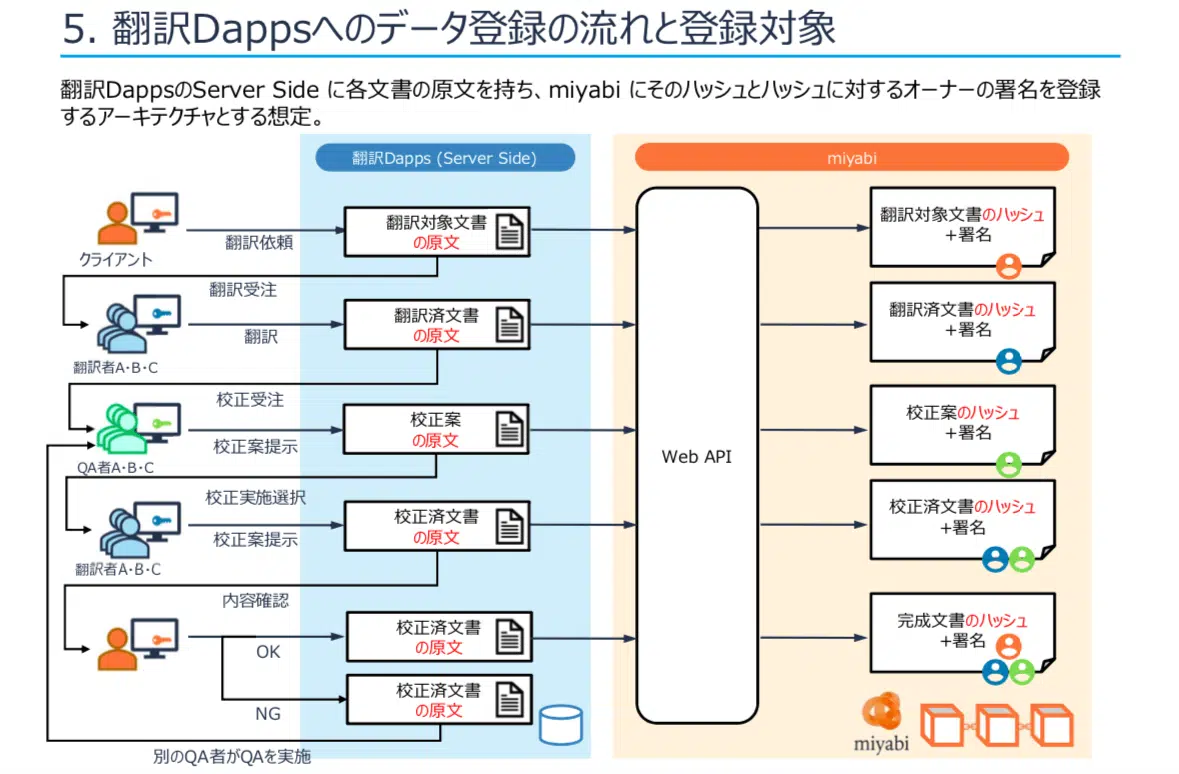 5. 翻訳Dappsへのデータ登録の流れと登録対象
翻訳DappsのServer Side に各文書の原文を持ち、miyabi にそのハッシュとハッシュに対するオーナーの署名を登録
するアーキテクチャとする想定。
翻訳Dapps (Server Side)
miyabi
クライアント
翻訳依頼
翻訳対象文書
の原文
翻訳対象文書のハッシュ
+署名
翻訳受注
翻訳者A・B・C
翻訳
翻訳済文書
の原文
翻訳済文書のハッシュ
+署名
校正受注
QA者A・B・C
校正案提示
校正案
の原文
校正案のハッシュ
+署名
Web API
校正実施選択
翻訳者A・B・C
校正案提示
校正済文書
の原文
校正済文書のハッシュ
+署名
内容確認
OK
校正済文書
の原文
完成文書のハッシュ
+署名
NG
校正済文書
の原文
別のQA者がQAを実施
miyabi